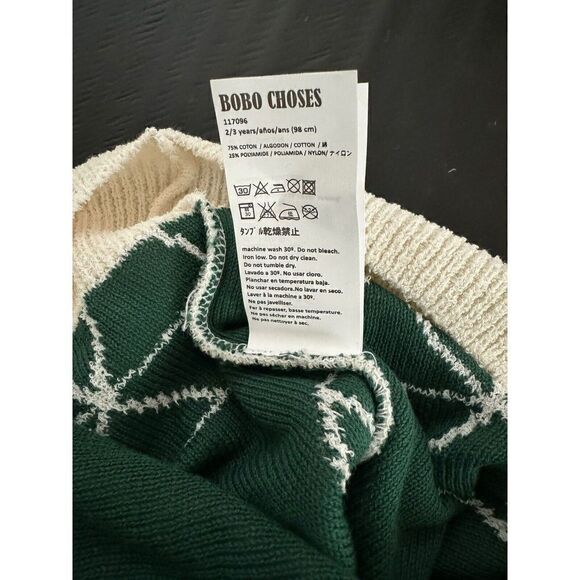 BOBO CHOSES
117096
2/3 years/años/ans (98 cm)
75% COTON / ALGODON / COTTON / 綿
25% POLYAMIDE / POLIAMIDA / NYLON/ ナイロン
30
30
タンブル乾燥禁止
machine wash 30º. Do not bleach.
Iron low. Do not dry clean.
Do not tumble dry.
Lavado a 30º. No usar cloro.
Planchar en temperatura baja.
No usar secadora.No lavar en seco.
Laver à la machine a 30º.
Ne pas javelliser.
Fer à repasser, basse temperature.
Ne pas sécher en machine.
Ne pas nettoyer à sec.